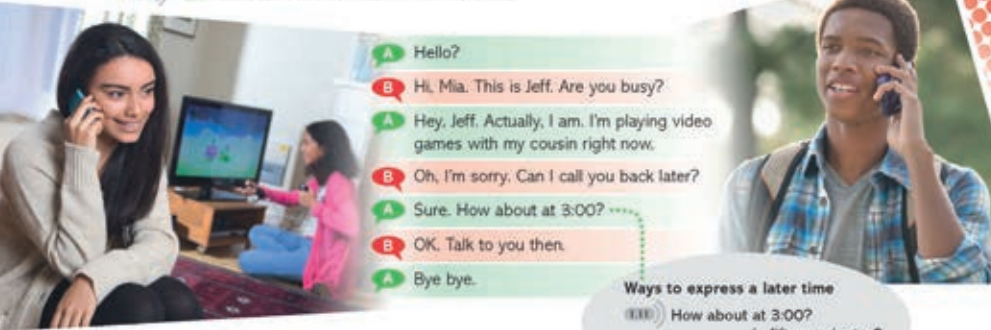 A Hello?
B Hi, Mia. This is Jeff. Are you busy?
A Hey, Jeff. Actually, I am. I'm playing video
games with my cousin right now.
B Oh, I'm sorry. Can I call you back later?
A Sure. How about at 3:00?
B OK. Talk to you then.
A Bye bye.
Ways to express a later time
How about at 3:00?